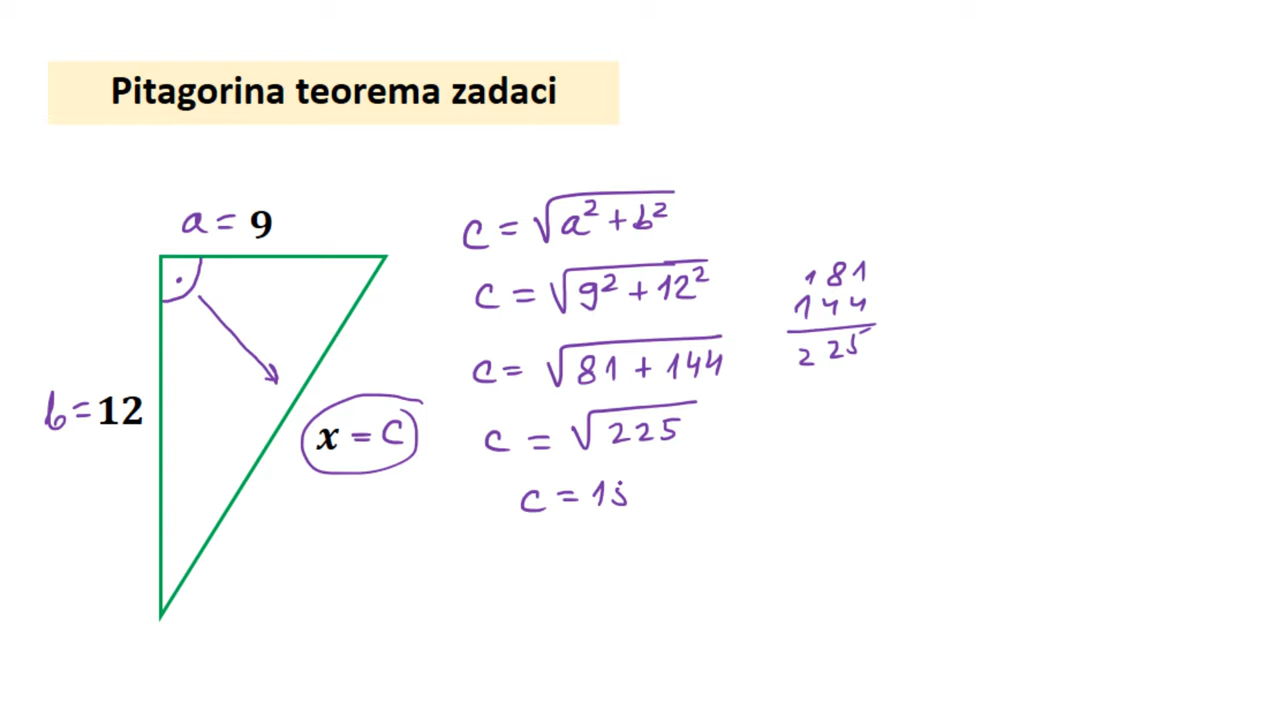 Pitagorina teorema zadaci
a = 9
b = 12
x = c
c = √a² + b²
c = √9² + 12²
c = √81 + 144
c = √225
c = 15
181
144
225